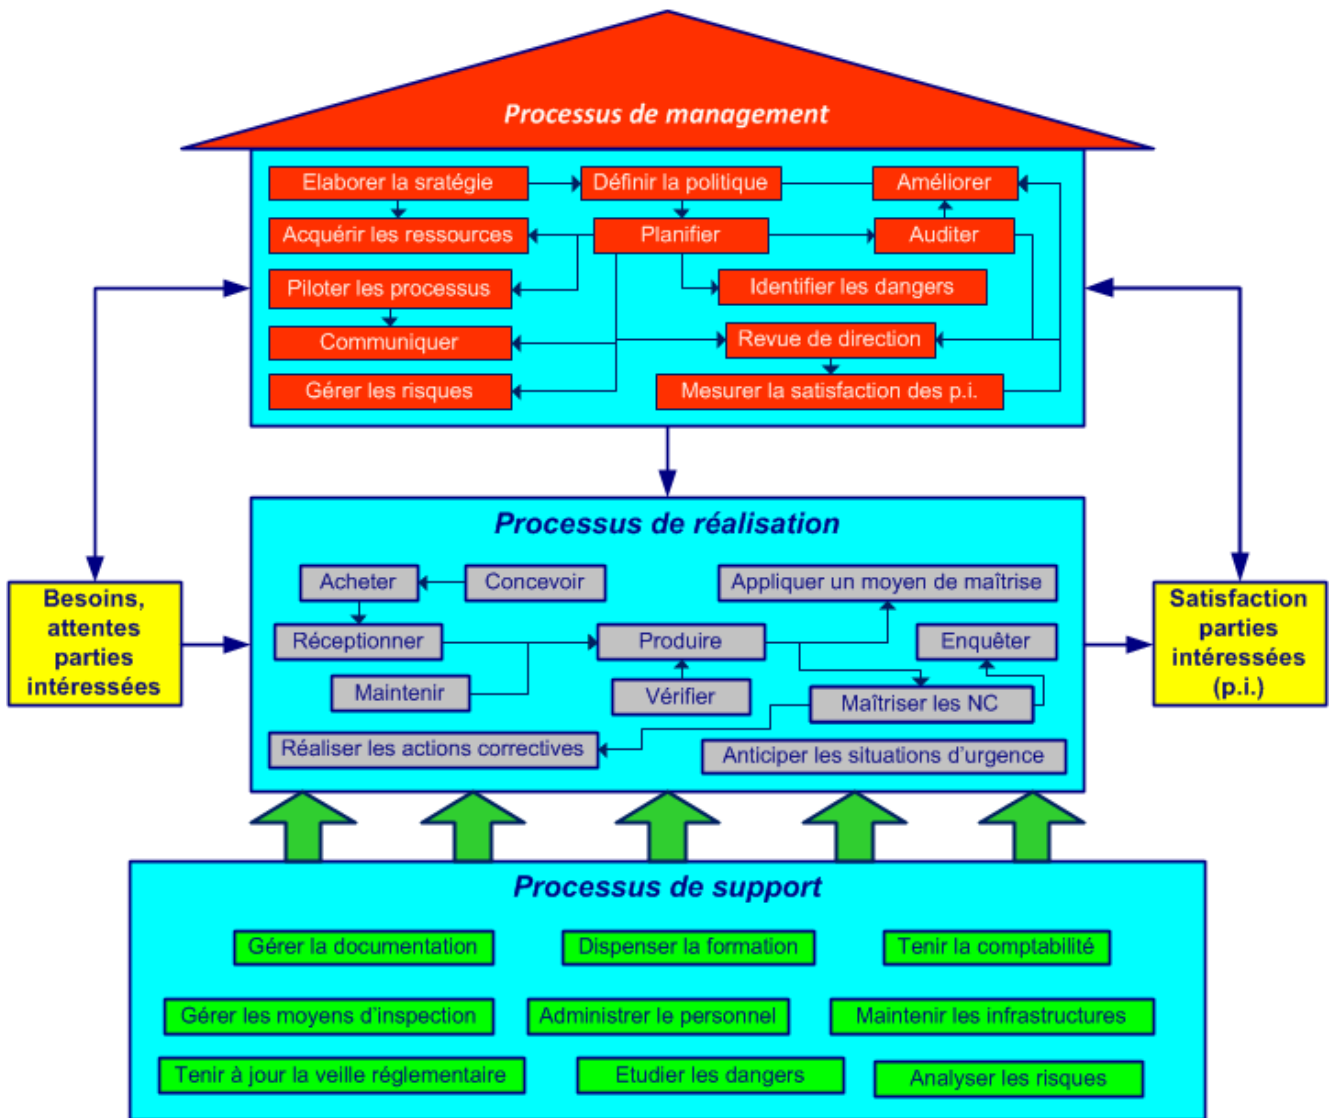 Processus de management
Elaborer la sratégie
Définir la politique
Améliorer
Acquérir les ressources
Planifier
Auditer
Piloter les processus
Identifier les dangers
Communiquer
Revue de direction
Gérer les risques
Mesurer la satisfaction des p.i.
Processus de réalisation
Acheter
Concevoir
Appliquer un moyen de maîtrise
Besoins,
attentes
parties
intéressées
Satisfaction
parties
intéressées
(p.i.)
Réceptionner
Produire
Enquêter
Maintenir
Vérifier
Maîtriser les NC
Réaliser les actions correctives
Anticiper les situations d'urgence
Processus de support
Gérer la documentation
Dispenser la formation
Tenir la comptabilité
Gérer les moyens d'inspection
Administrer le personnel
Maintenir les infrastructures
Tenir à jour la veille réglementaire
Etudier les dangers
Analyser les risques